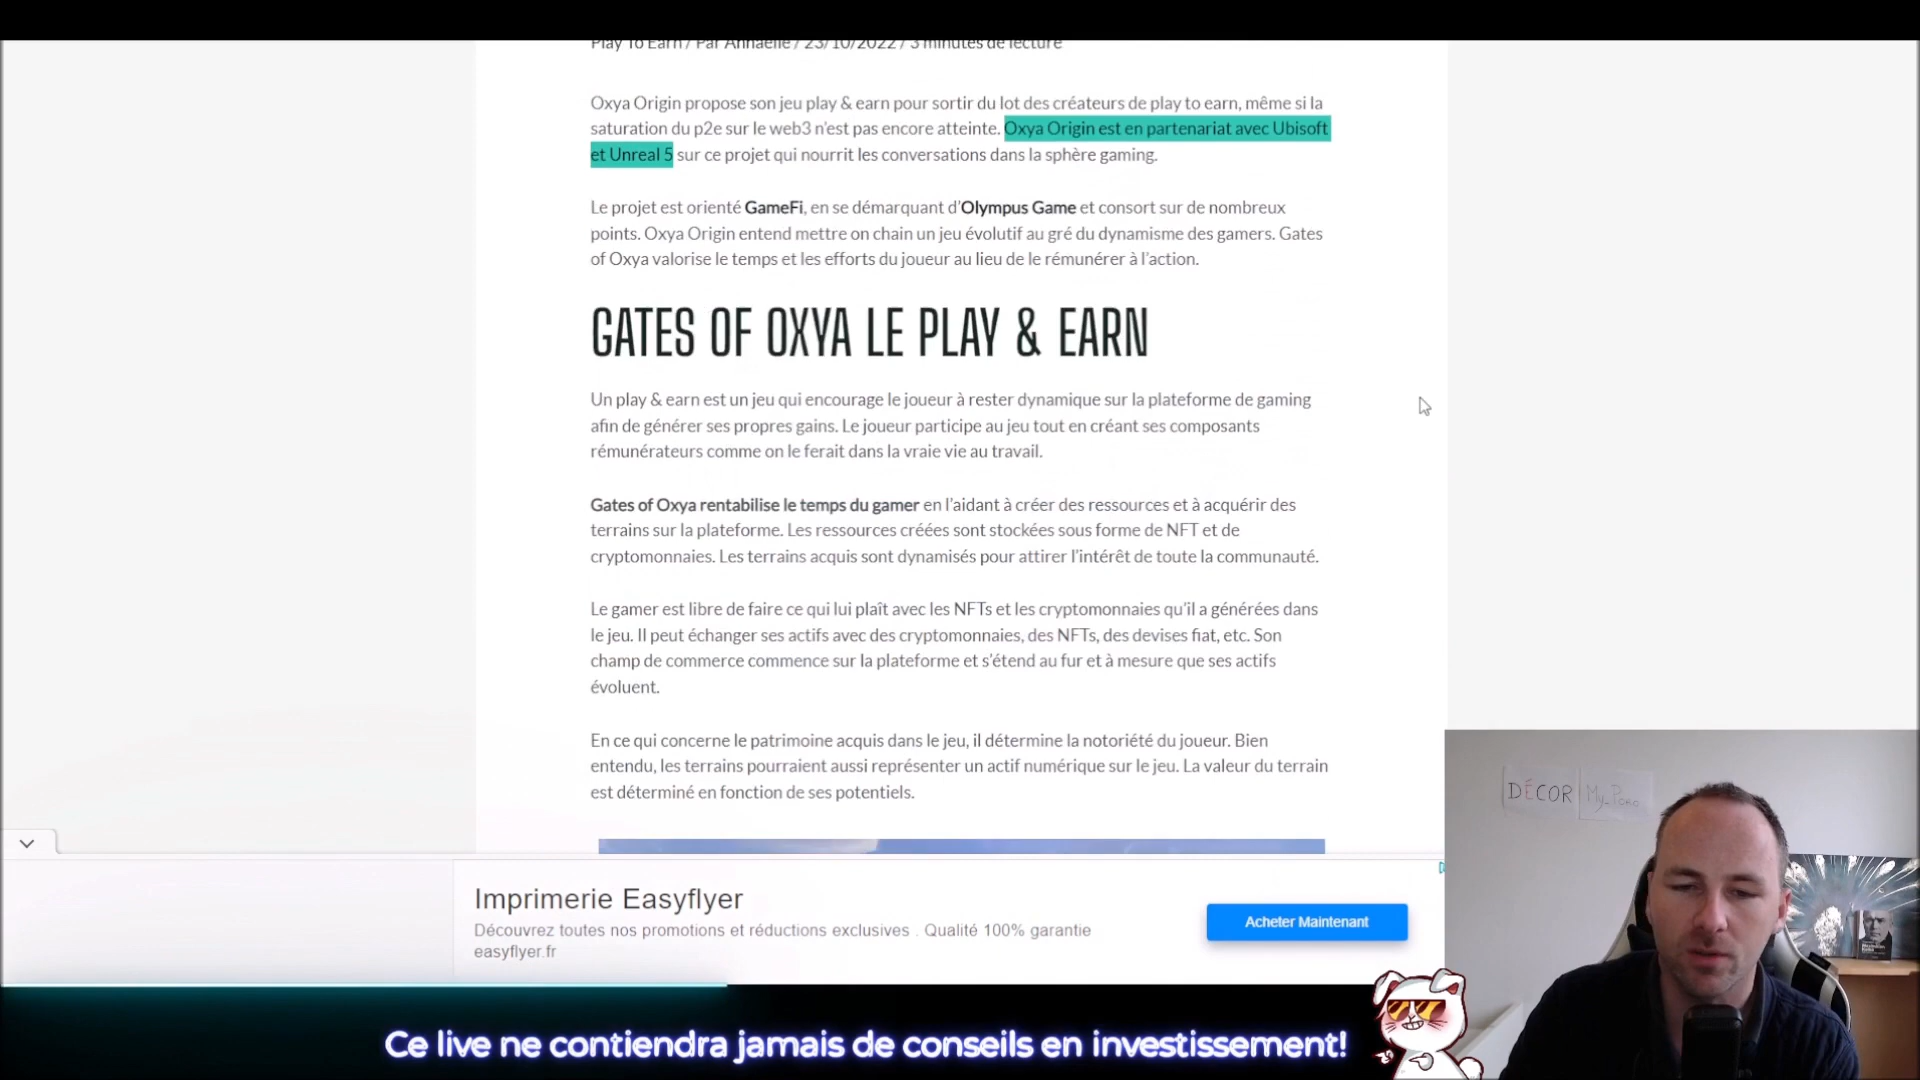 Play To Earn / Par Annaëlle / 23/10/2022 / 3 minutes de lecture
Oxya Origin propose son jeu play & earn pour sortir du lot des créateurs de play to earn, même si la
saturation du p2e sur le web3 n'est pas encore atteinte. Oxya Origin est en partenariat avec Ubisoft
et Unreal 5 sur ce projet qui nourrit les conversations dans la sphère gaming.
Le projet est orienté GameFi, en se démarquant d'Olympus Game et consort sur de nombreux
points. Oxya Origin entend mettre on chain un jeu évolutif au gré du dynamisme des gamers. Gates
of Oxya valorise le temps et les efforts du joueur au lieu de le rémunérer à l'action.
GATES OF OXYA LE PLAY & EARN
Un play & earn est un jeu qui encourage le joueur à rester dynamique sur la plateforme de gaming
afin de générer ses propres gains. Le joueur participe au jeu tout en créant ses composants
rémunérateurs comme on le ferait dans la vraie vie au travail.
Gates of Oxya rentabilise le temps du gamer en l'aidant à créer des ressources et à acquérir des
terrains sur la plateforme. Les ressources créées sont stockées sous forme de NFT et de
cryptomonnaies. Les terrains acquis sont dynamisés pour attirer l'intérêt de toute la communauté.
Le gamer est libre de faire ce qui lui plaît avec les NFTs et les cryptomonnaies qu'il a générées dans
le jeu. Il peut échanger ses actifs avec des cryptomonnaies, des NFTs, des devises fiat, etc. Son
champ de commerce commence sur la plateforme et s'étend au fur et à mesure que ses actifs
évoluent.
En ce qui concerne le patrimoine acquis dans le jeu, il détermine la notoriété du joueur. Bien
entendu, les terrains pourraient aussi représenter un actif numérique sur le jeu. La valeur du terrain
est déterminé en fonction de ses potentiels.
DÉCOR My_Poro
Imprimerie Easyflyer
Découvrez toutes nos promotions et réductions exclusives . Qualité 100% garantie
easyflyer.fr
Acheter Maintenant
Ce live ne contiendra jamais de conseils en investissement!